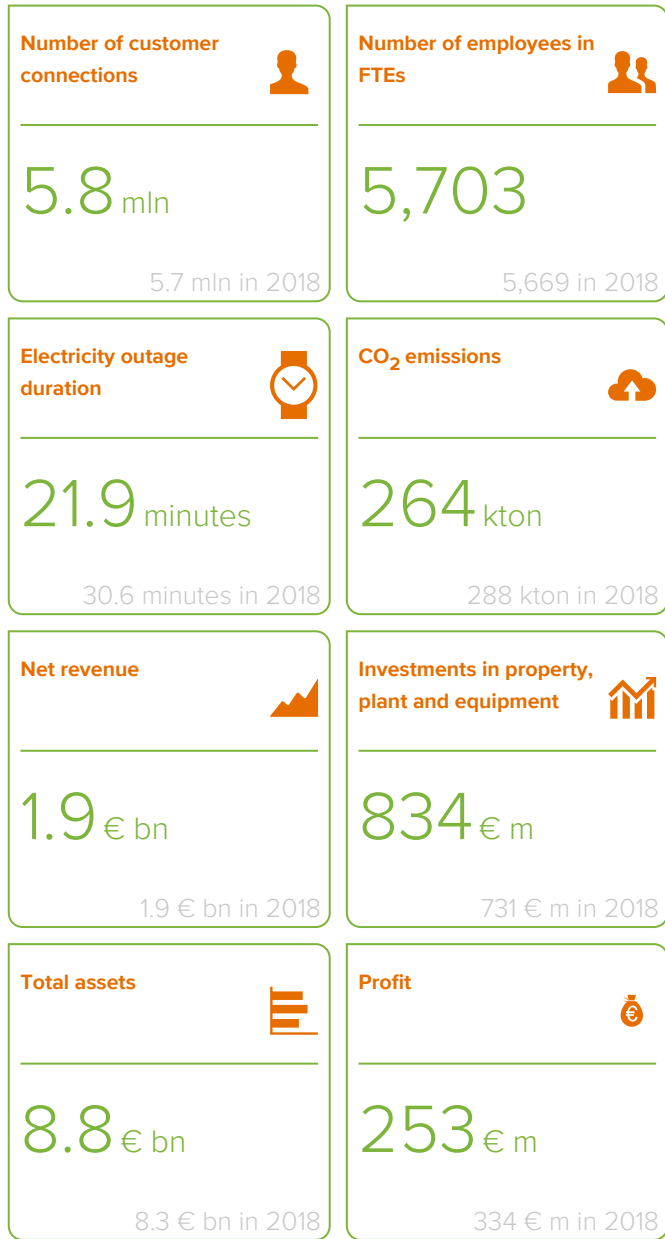 Number of customer
connections
5.8 mln
5.7 mln in 2018
Number of employees in
FTEs
5,703
5,669 in 2018
Electricity outage
duration
21.9 minutes
30.6 minutes in 2018
CO2 emissions
264 kton
288 kton in 2018
Net revenue
1.9 € bn
1.9 € bn in 2018
Investments in property,
plant and equipment
834 € m
731 € m in 2018
Total assets
8.8 € bn
8.3 € bn in 2018
Profit
€
253 € m
334 € m in 2018